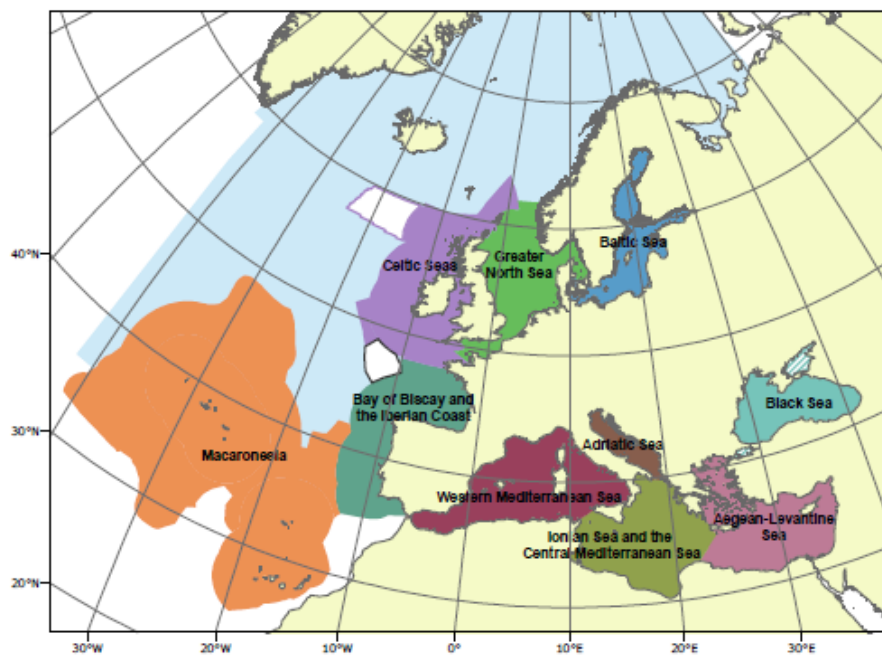 Celtic Seas
Greater
North Sea
Baltic Sea
40°N
Bay of Biscay and
the Iberian Coast
Black Sea
30°N
Macaronesia
Adriatic Sea
Western Mediterranean Sea
Aegean-Levantine
Sea
Ionian Sea and the
Central-Mediterranean Sea
20°N
30°W
20°W
10°W
0°
10°E
20°E
30°E